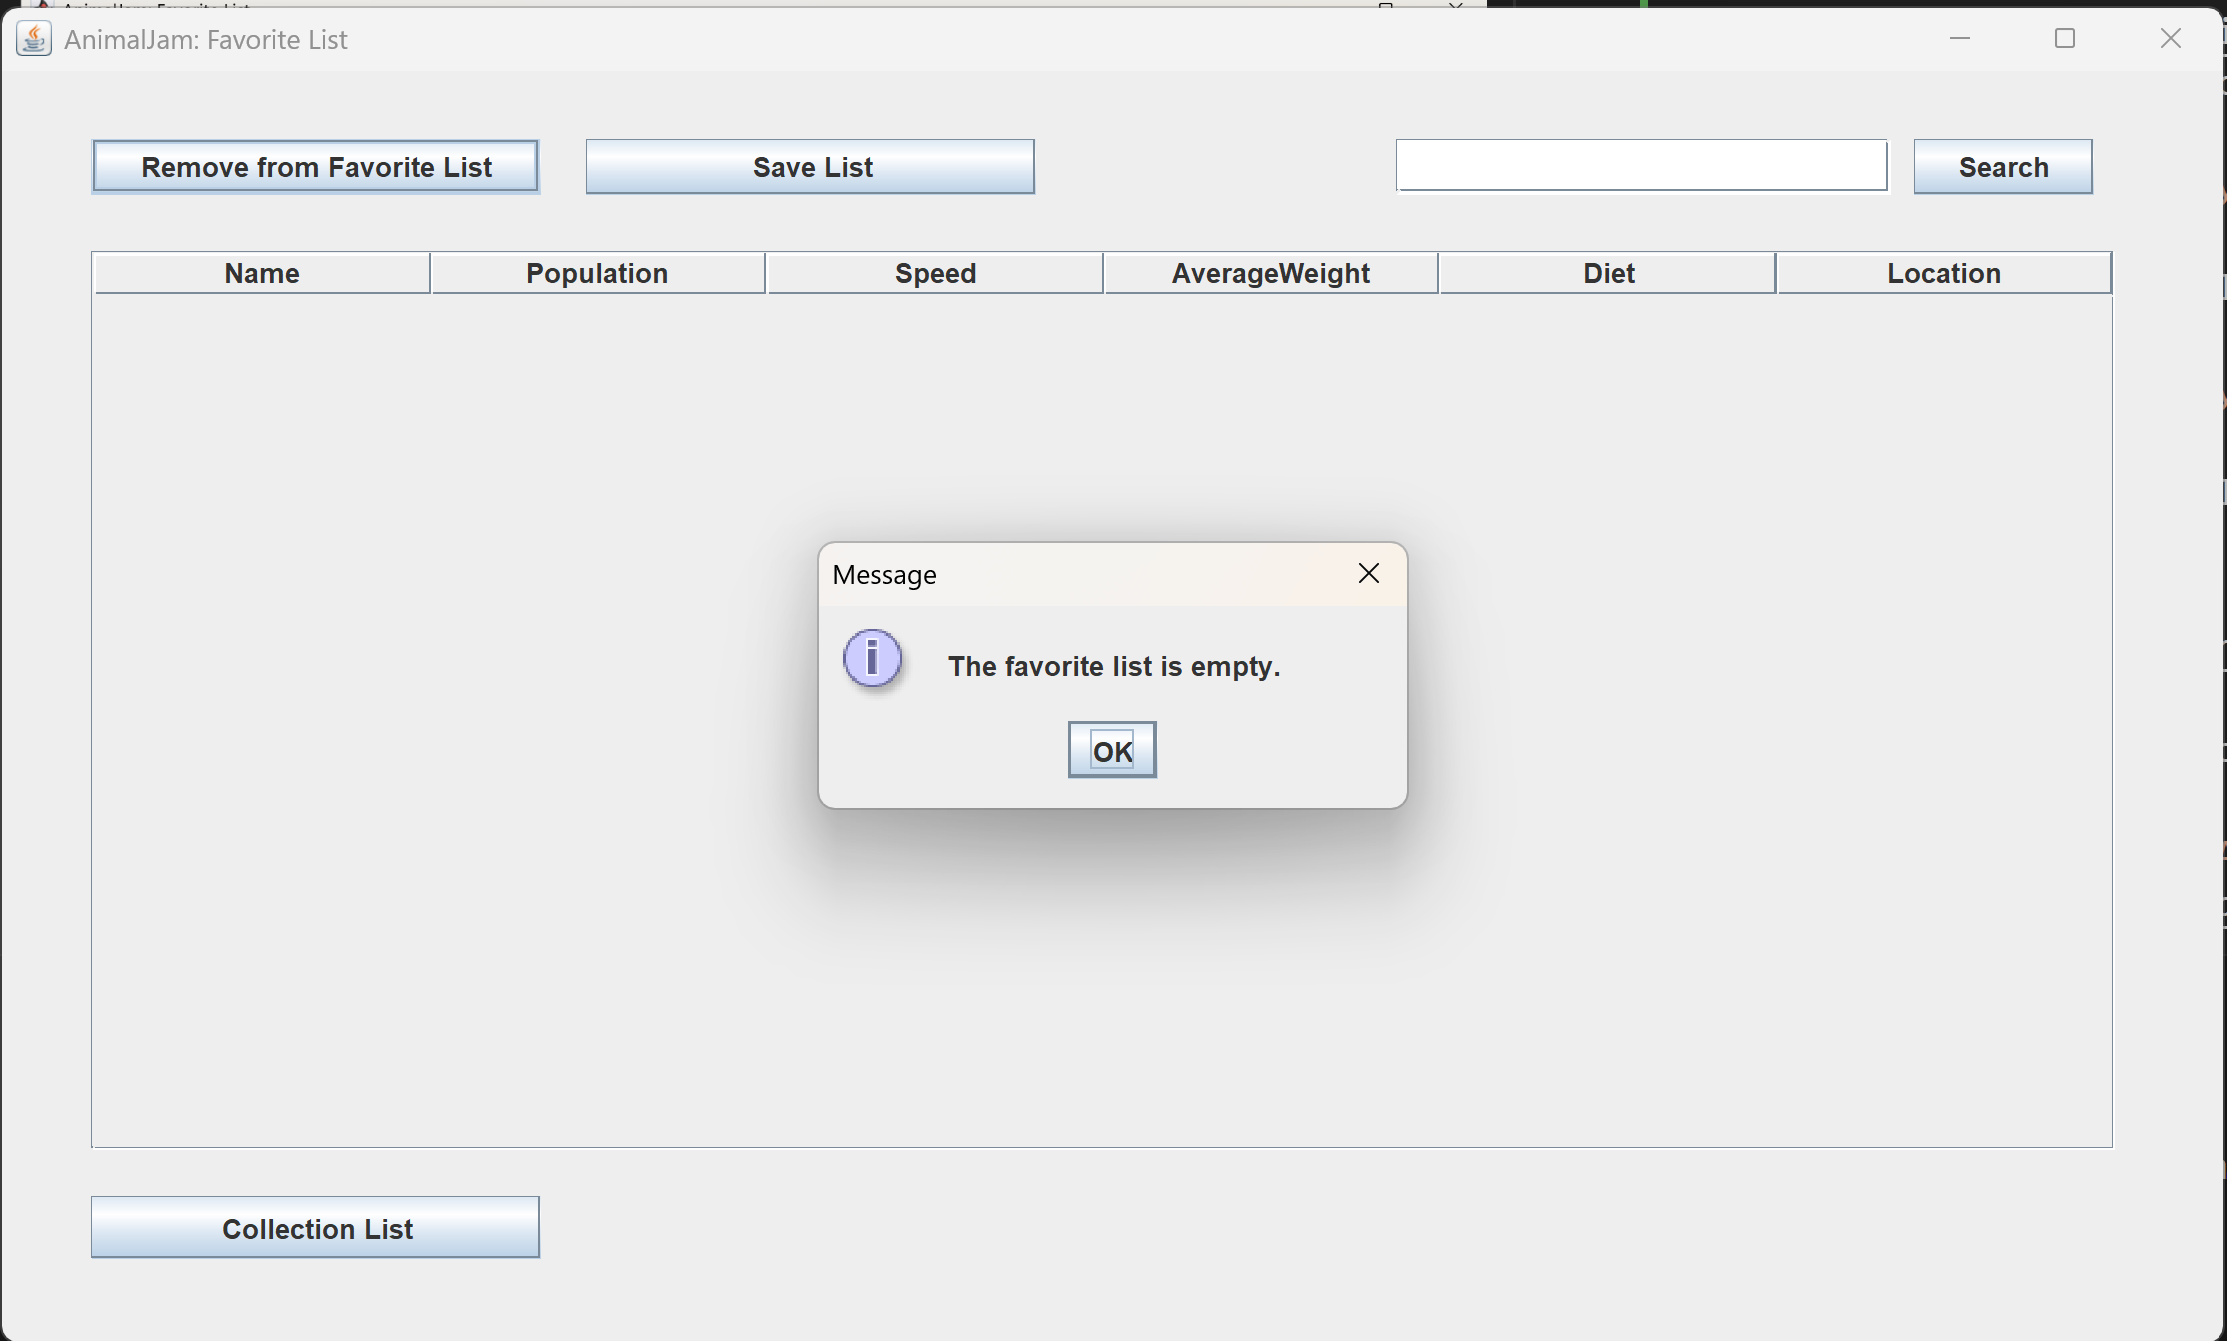 AnimalJam: Favorite List
Remove from Favorite List
Save List
Search
Name Population Speed AverageWeight Diet Location
Message
The favorite list is empty.
OK
Collection List